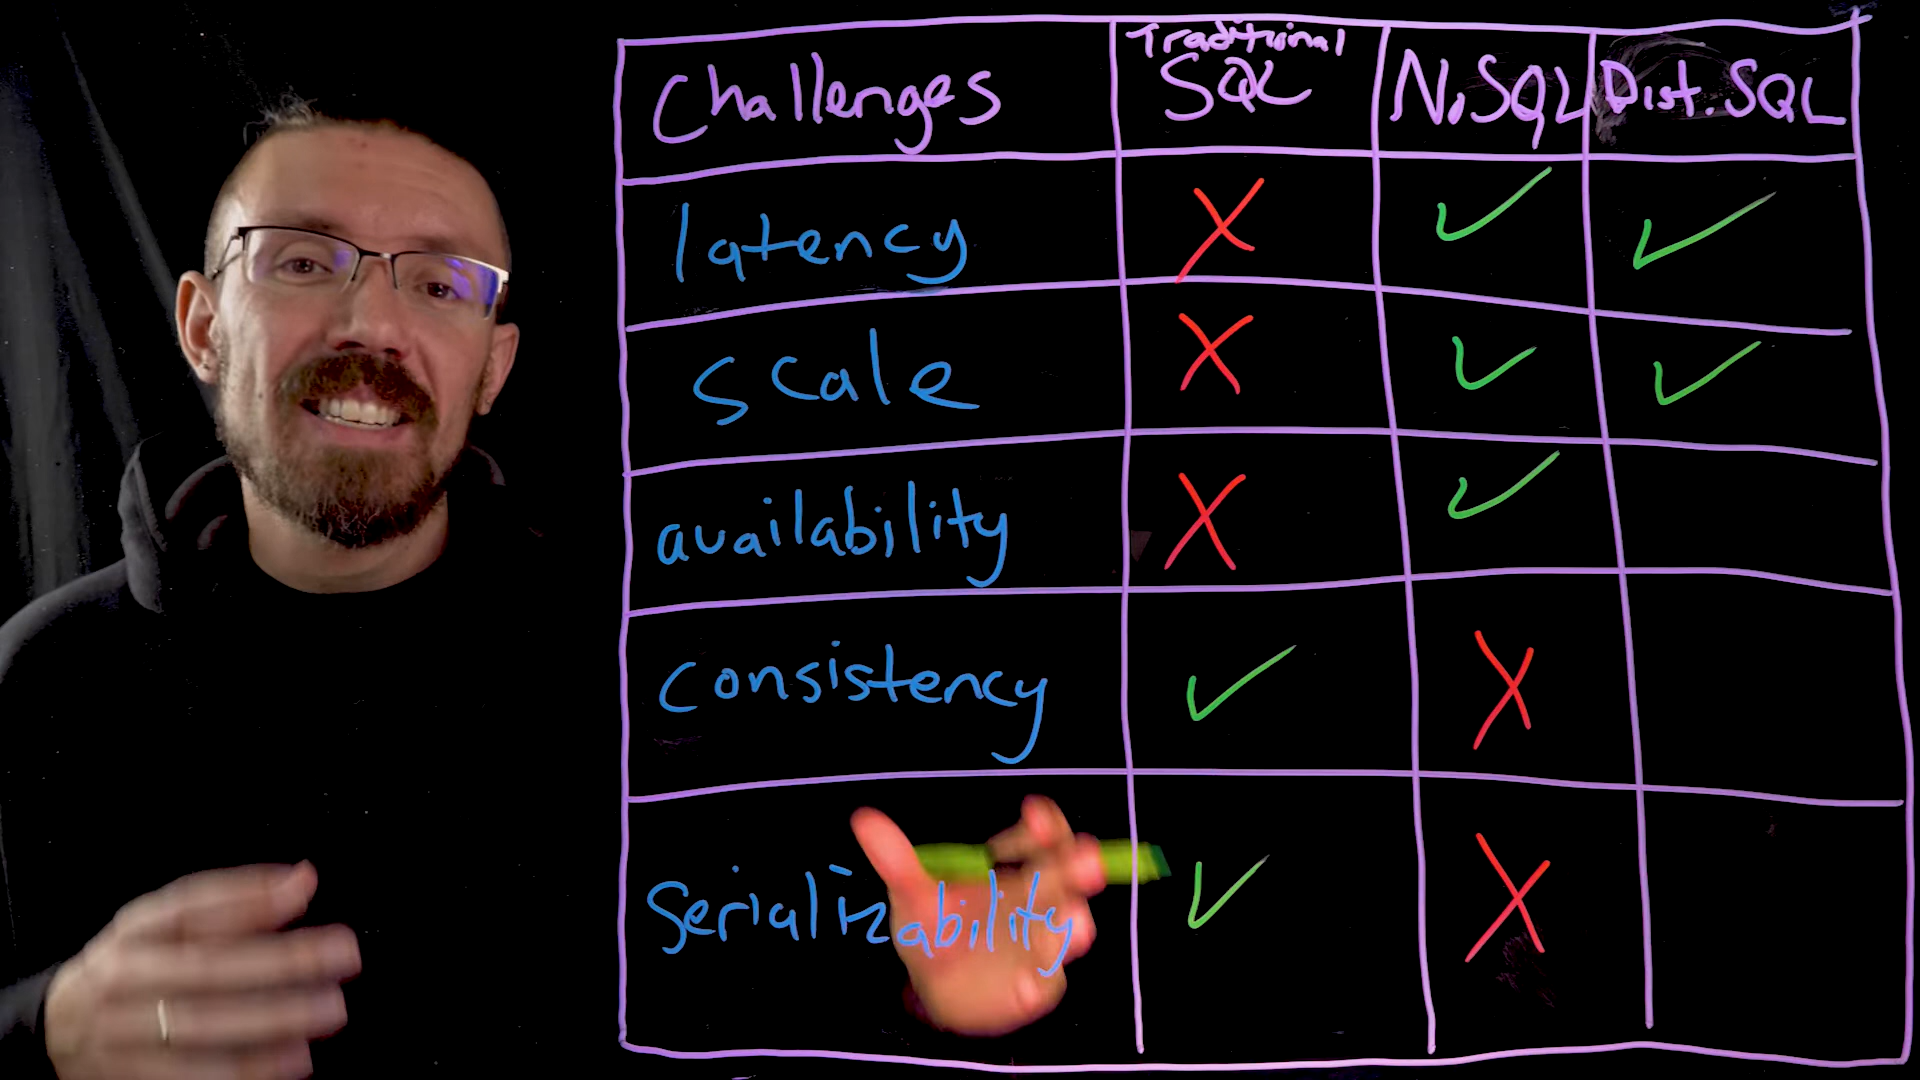 Challenges Traditional SQL NoSQL Dist. SQL
latency X ✓ ✓
scale X ✓ ✓
availability X ✓
Consistency ✓ X
Serializability ✓ X